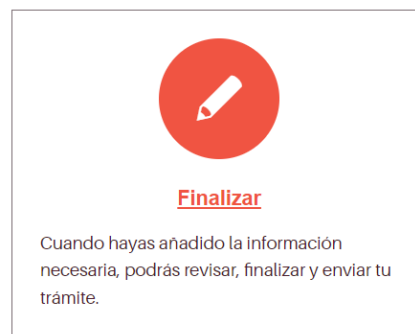 Finalizar
Cuando hayas añadido la información
necesaria, podrás revisar, finalizar y enviar tu
trámite.